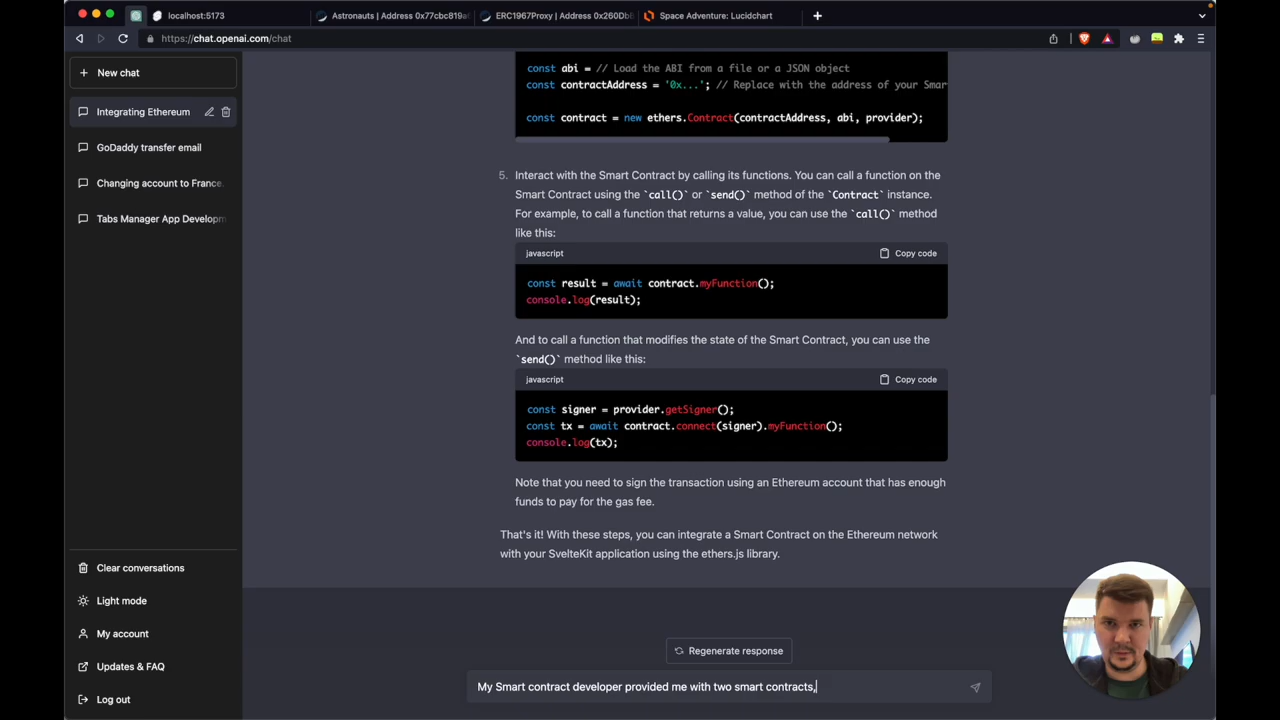 localhost:5173
Astronauts | Address 0x77cbc819a
ERC1967Proxy | Address 0x260Db
Space Adventure: Lucidchart
https://chat.openai.com/chat
New chat
Integrating Ethereum
GoDaddy transfer email
Changing account to France.
Tabs Manager App Developm
Clear conversations
Light mode
My account
Updates & FAQ
Log out
const abi = // Load the ABI from a file or a JSON object
const contractAddress = '0x...'; // Replace with the address of your Smar
const contract = new ethers.Contract(contractAddress, abi, provider);
5. Interact with the Smart Contract by calling its functions. You can call a function on the
Smart Contract using the `call()` or `send()` method of the `Contract` instance.
For example, to call a function that returns a value, you can use the `call()` method
like this:
javascript Copy code
const result = await contract.myFunction();
console.log(result);
And to call a function that modifies the state of the Smart Contract, you can use the
`send()` method like this:
javascript Copy code
const signer = provider.getSigner();
const tx = await contract.connect(signer).myFunction();
console.log(tx);
Note that you need to sign the transaction using an Ethereum account that has enough
funds to pay for the gas fee.
That's it! With these steps, you can integrate a Smart Contract on the Ethereum network
with your SvelteKit application using the ethers.js library.
Regenerate response
My Smart contract developer provided me with two smart contracts,